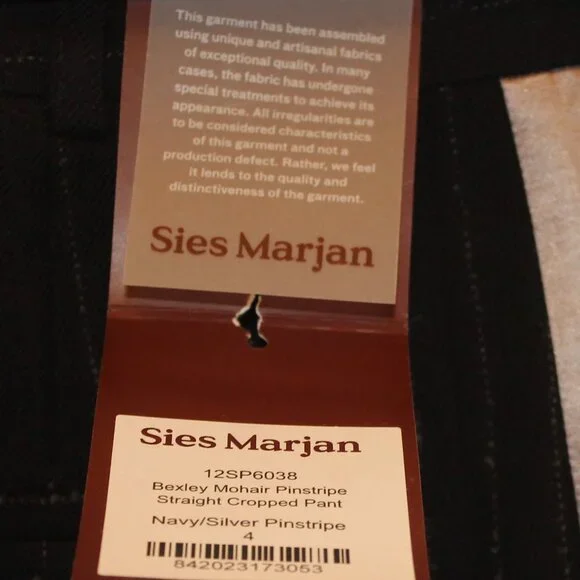 This garment has been assembled
using unique and artisanal fabrics
of exceptional quality. In many
cases, the fabric has undergone
special treatments to achieve its
appearance. All irregularities are
to be considered characteristics
of this garment and not a
production defect. Rather, we feel
it lends to the quality and
distinctiveness of the garment.
Sies Marjan
Sies Marjan
12SP6038
Bexley Mohair Pinstripe
Straight Cropped Pant
Navy/Silver Pinstripe
4
842023173053